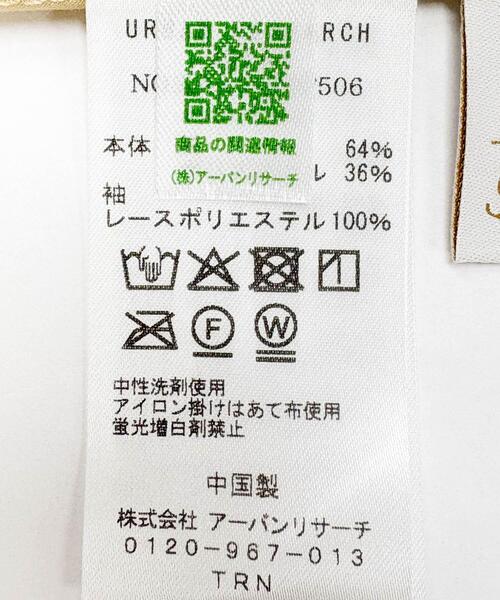 UR RCH
NO 506
商品の関連情報
(株)アーバンリサーチ
本体 64%
ル 36%
袖
レースポリエステル100%
F W
中性洗剤使用
アイロン掛けはあて布使用
蛍光増白剤禁止
中国製
株式会社 アーバンリサーチ
0120-967-013
TRN